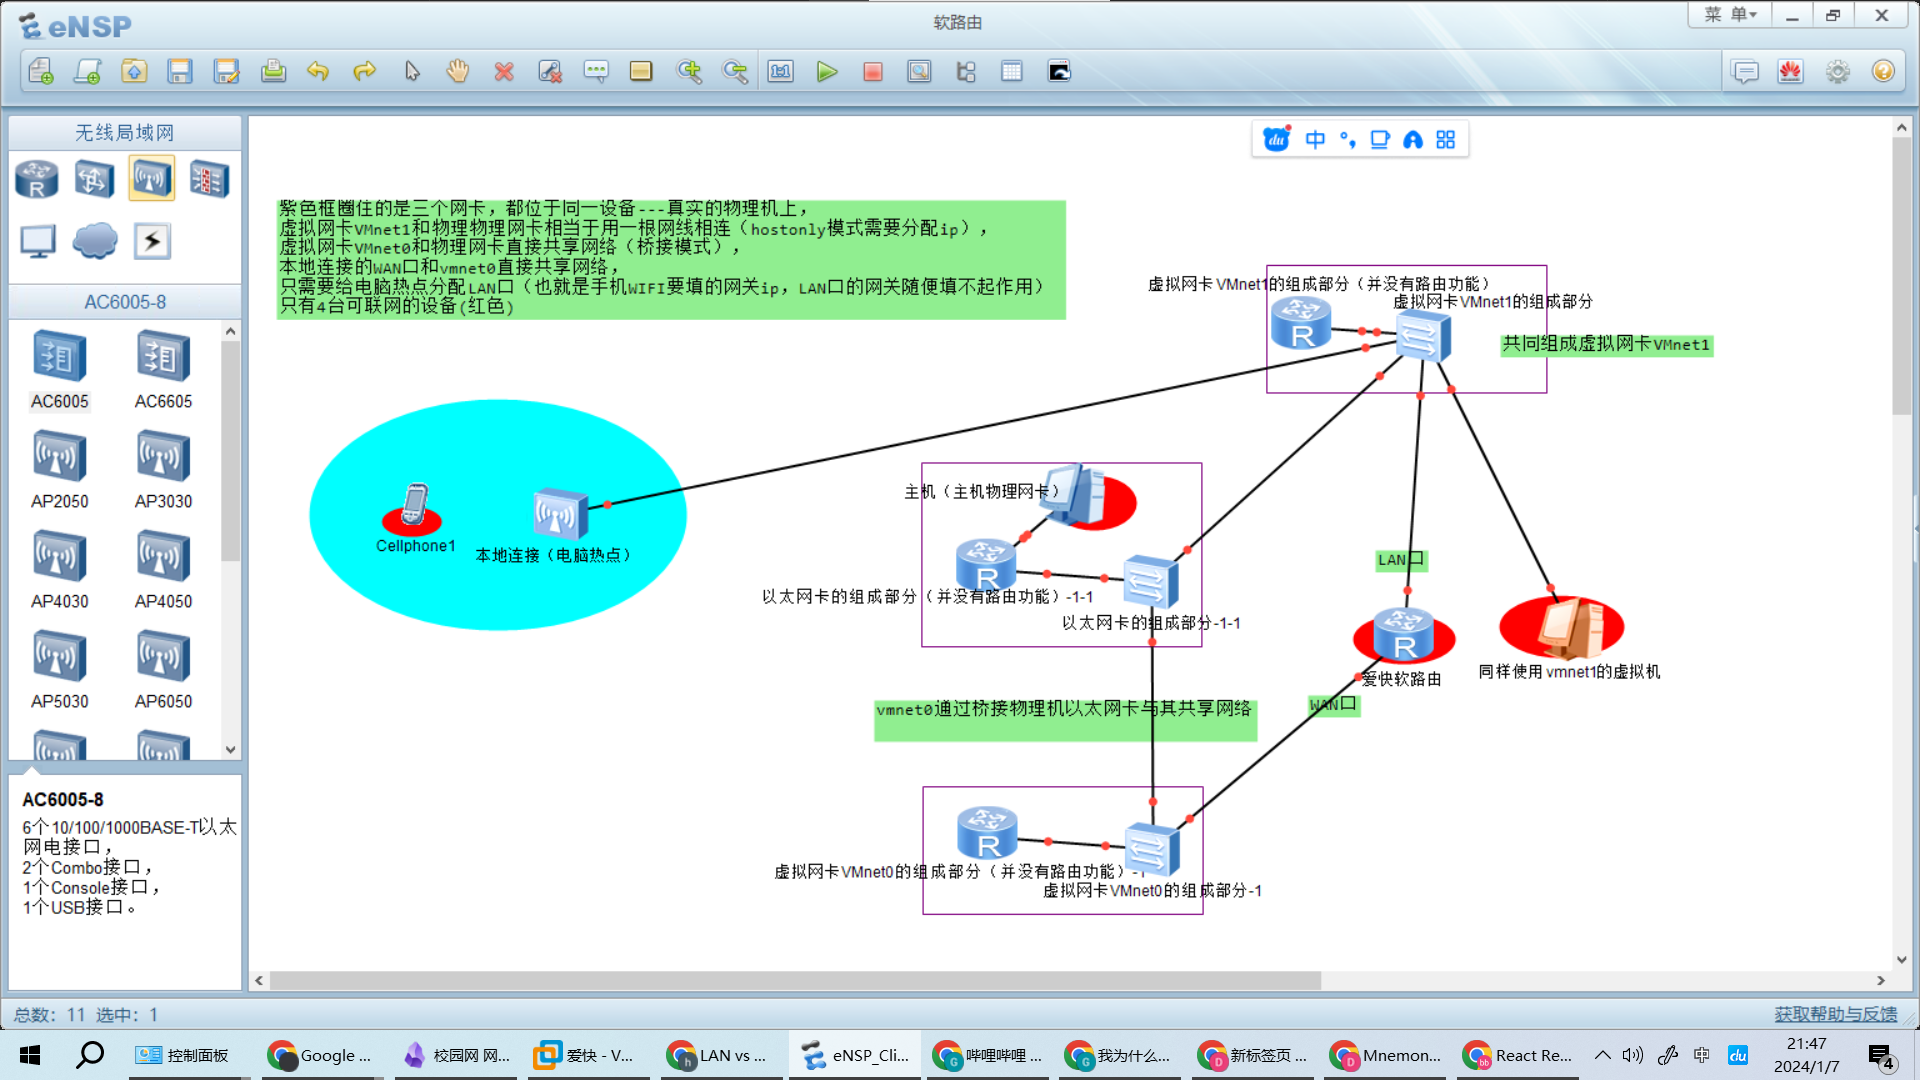 eNSP
软路由
菜 单
无线局域网
AC6005-8
AC6005
AC6605
AP2050
AP3030
AP4030
AP4050
AP5030
AP6050
AC6005-8
6个10/100/1000BASE-T以太
网电接口，
2个Combo接口，
1个Console接口，
1个USB接口。
du 中
紫色框圈住的是三个网卡，都位于同一设备---真实的物理机上，
虚拟网卡VMnet1和物理物理网卡相当于用一根网线相连（hostonly模式需要分配ip），
虚拟网卡VMnet0和物理网卡直接共享网络（桥接模式），
本地连接的WAN口和vmnet0直接共享网络，
只需要给电脑热点分配LAN口（也就是手机WIFI要填的网关ip，LAN口的网关随便填不起作用）
只有4台可联网的设备(红色)
虚拟网卡VMnet1的组成部分（并没有路由功能）
虚拟网卡VMnet1的组成部分
共同组成虚拟网卡VMnet1
Cellphone1
本地连接（电脑热点）
主机（主机物理网卡）
以太网卡的组成部分（并没有路由功能）-1-1
以太网卡的组成部分-1-1
LAN口
爱快软路由
同样使用vmnet1的虚拟机
WAN口
vmnet0通过桥接物理机以太网卡与其共享网络
虚拟网卡VMnet0的组成部分（并没有路由功能）-1
虚拟网卡VMnet0的组成部分-1
总数：11 选中：1
获取帮助与反馈
控制面板
Google ...
校园网 网...
爱快 - V...
LAN vs ...
eNSP_Cli...
哔哩哔哩 ...
我为什么...
新标签页 ...
Mnemon...
React Re...
中
du
21:47
2024/1/7
4